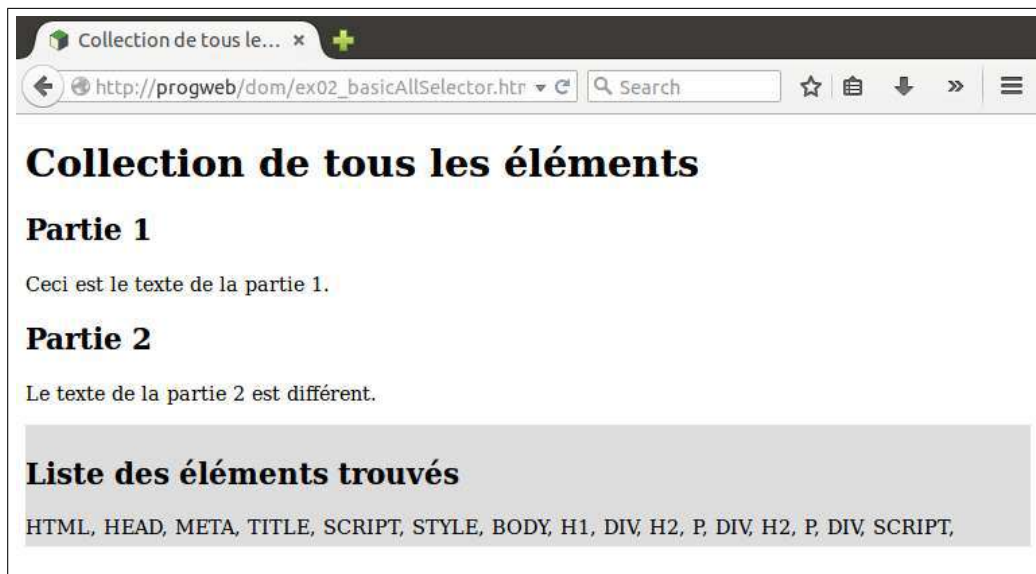 Collection de tous le... ×
http://progweb/dom/ex02_basicAllSelector.htr
Search
Collection de tous les éléments
Partie 1
Ceci est le texte de la partie 1.
Partie 2
Le texte de la partie 2 est différent.
Liste des éléments trouvés
HTML, HEAD, META, TITLE, SCRIPT, STYLE, BODY, H1, DIV, H2, P, DIV, H2, P, DIV, SCRIPT,